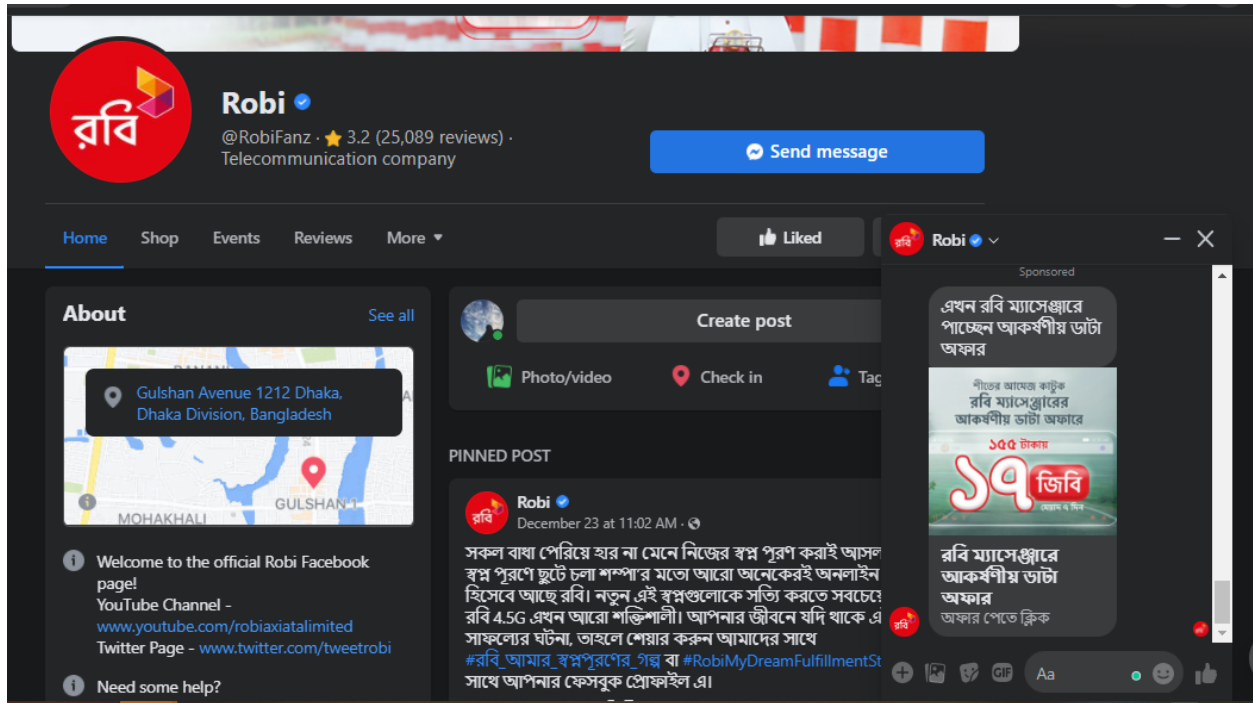 রবি
Robi
@RobiFanz · 3.2 (25,089 reviews) ·
Telecommunication company
Send message
Home
Shop
Events
Reviews
More
Liked
About
See all
Gulshan Avenue 1212 Dhaka,
Dhaka Division, Bangladesh
GULSHAN 1
MOHAKHALI
Welcome to the official Robi Facebook
page!
YouTube Channel -
www.youtube.com/robiaxiatalimited
Twitter Page - www.twitter.com/tweetrobi
Need some help?
Create post
Photo/video
Check in
Tag
PINNED POST
রবি
Robi
December 23 at 11:02 AM ·
সকল বাধা পেরিয়ে হার না মেনে নিজের স্বপ্ন পূরণ করাই আসল
স্বপ্ন পূরণে ছুটে চলা শম্পা'র মতো আরো অনেকেরই অনলাইন
হিসেবে আছে রবি। নতুন এই স্বপ্নগুলোকে সত্যি করতে সবচেয়ে
রবি 4.5G এখন আরো শক্তিশালী। আপনার জীবনে যদি থাকে এ
সাফল্যের ঘটনা, তাহলে শেয়ার করুন আমাদের সাথে
#রবি_আমার_স্বপ্নপূরণের_গল্প বা #RobiMyDreamFulfillmentSt
সাথে আপনার ফেসবুক প্রোফাইল এ।
রবি
Robi
Sponsored
এখন রবি ম্যাসেঞ্জারে
পাচ্ছেন আকর্ষণীয় ডাটা
অফার
শীতের আমেজ কাটুক
রবি ম্যাসেঞ্জারের
আকর্ষণীয় ডাটা অফারে
১৫৫ টাকায়
১৭ জিবি
মেয়াদ ৭ দিন
রবি ম্যাসেঞ্জারে
আকর্ষণীয় ডাটা
অফার
অফার পেতে ক্লিক
রবি
GIF
Aa